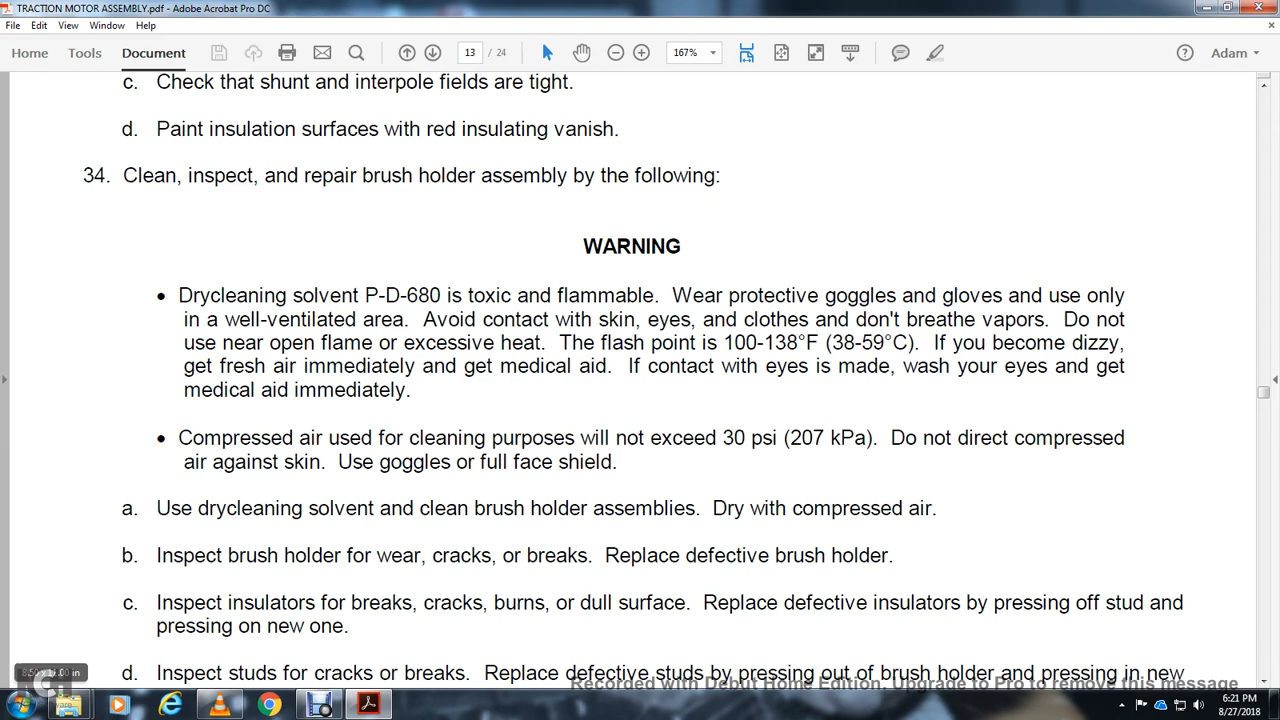 TRACTION MOTOR ASSEMBLY.pdf - Adobe Acrobat Pro DC
File Edit View Window Help
Home Tools Document 13 / 24 167% Adam
c. Check that shunt and interpole fields are tight.
d. Paint insulation surfaces with red insulating vanish.
34. Clean, inspect, and repair brush holder assembly by the following:
WARNING
• Drycleaning solvent P-D-680 is toxic and flammable. Wear protective goggles and gloves and use only
in a well-ventilated area. Avoid contact with skin, eyes, and clothes and don't breathe vapors. Do not
use near open flame or excessive heat. The flash point is 100-138°F (38-59°C). If you become dizzy,
get fresh air immediately and get medical aid. If contact with eyes is made, wash your eyes and get
medical aid immediately.
• Compressed air used for cleaning purposes will not exceed 30 psi (207 kPa). Do not direct compressed
air against skin. Use goggles or full face shield.
a. Use drycleaning solvent and clean brush holder assemblies. Dry with compressed air.
b. Inspect brush holder for wear, cracks, or breaks. Replace defective brush holder.
c. Inspect insulators for breaks, cracks, burns, or dull surface. Replace defective insulators by pressing off stud and
pressing on new one.
8.50 x 11.00 in
d. Inspect studs for cracks or breaks. Replace defective studs by pressing out of brush holder and pressing in new
Recorded with Debut Home Edition. Upgrade to Pro to remove this message
6:21 PM
8/27/2018